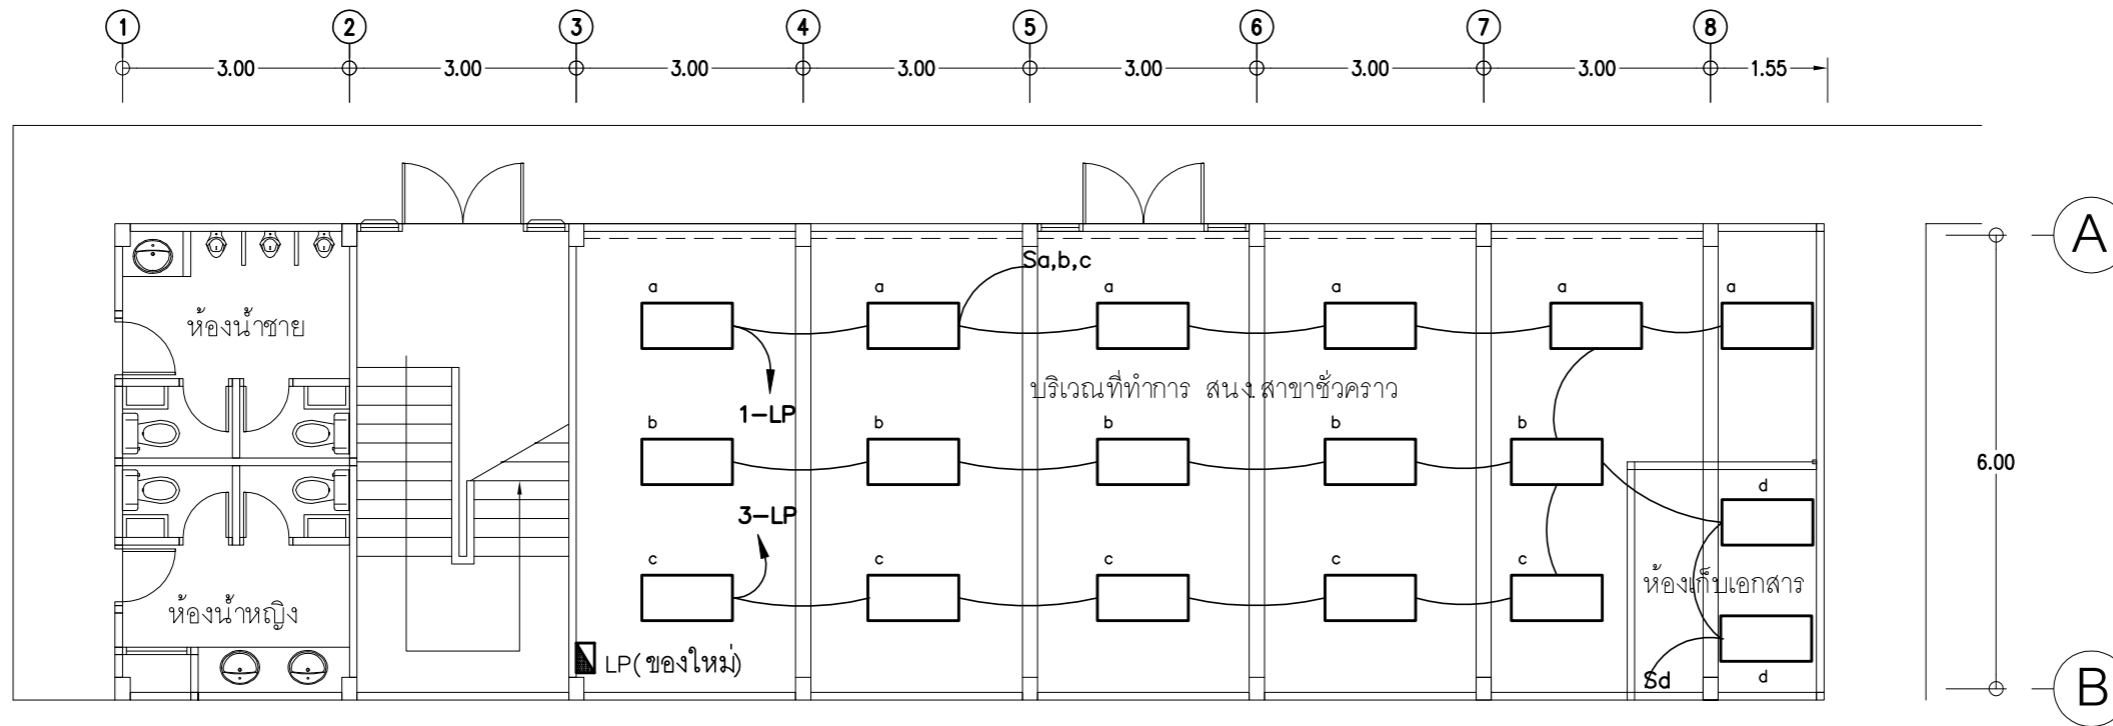 1 2 3 4 5 6 7 8
3.00 3.00 3.00 3.00 3.00 3.00 3.00 1.55
A
Sa,b,c
a a a a a a
ห้องน้ำชาย
บริเวณที่ทำการ สนง.สาขาชั่วคราว
1-LP
b b b b b
6.00
d
3-LP
c c c c c
ห้องเก็บเอกสาร
ห้องน้ำหญิง
LP(ของใหม่)
Sd d
B